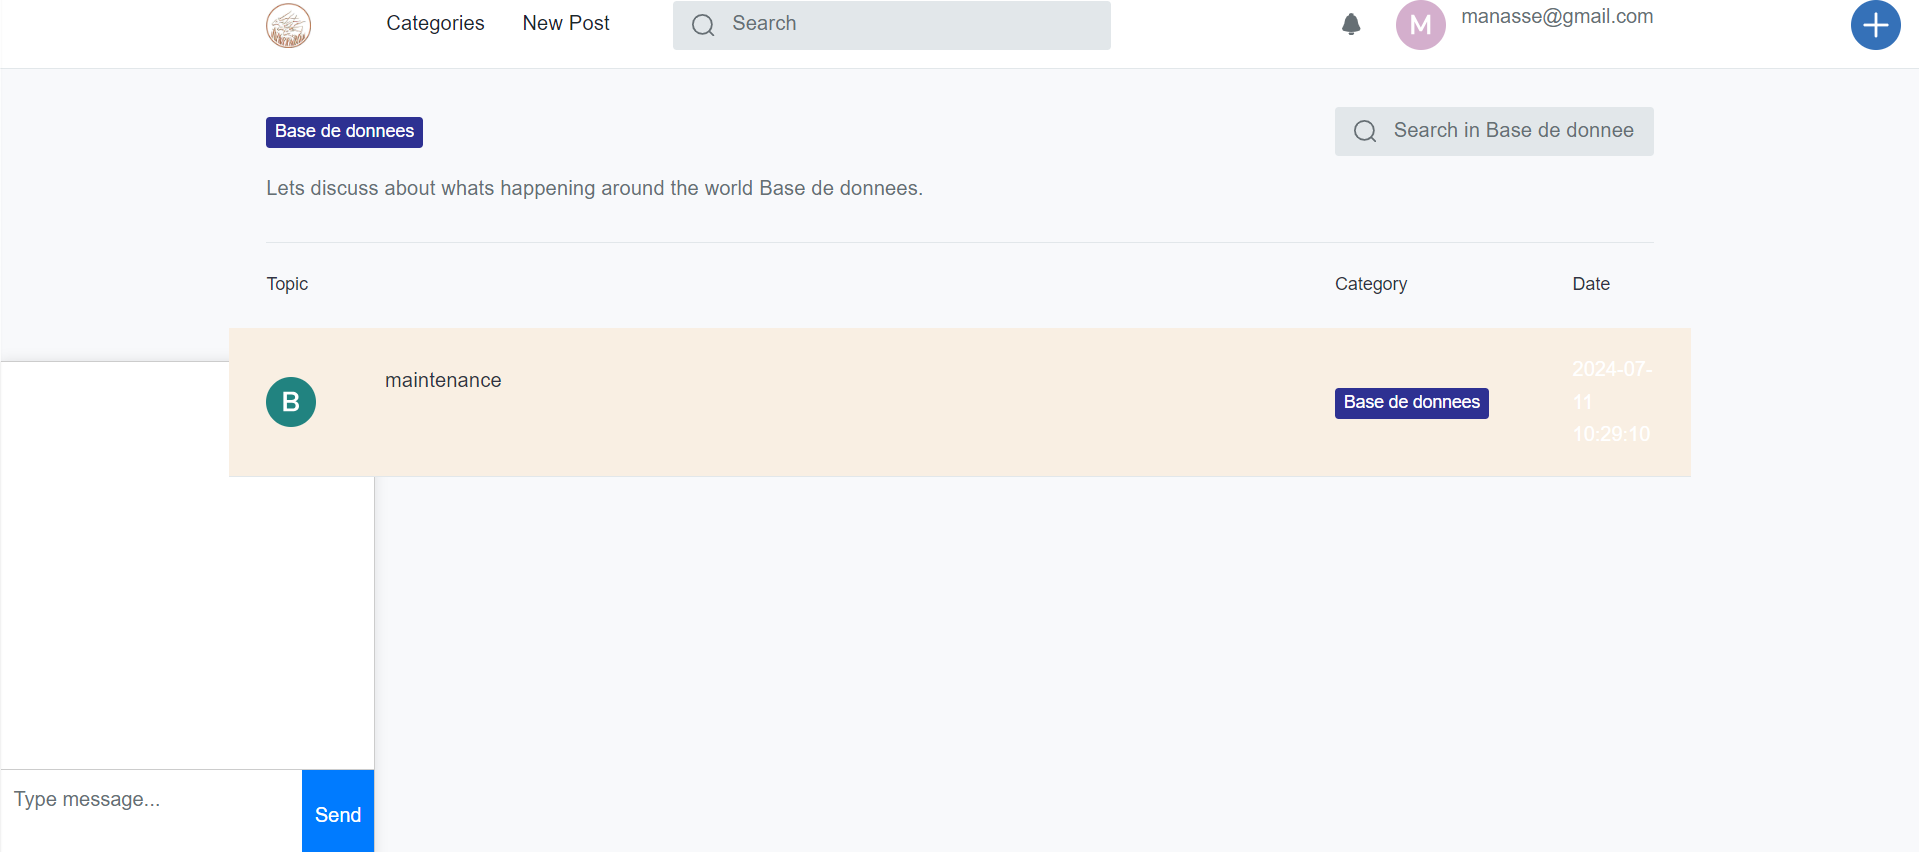 Categories
New Post
Search
M
manasse@gmail.com
Base de donnees
Search in Base de donnee
Lets discuss about whats happening around the world Base de donnees.
Topic
Category
Date
B
maintenance
Base de donnees
2024-07-
11
10:29:10
Type message...
Send